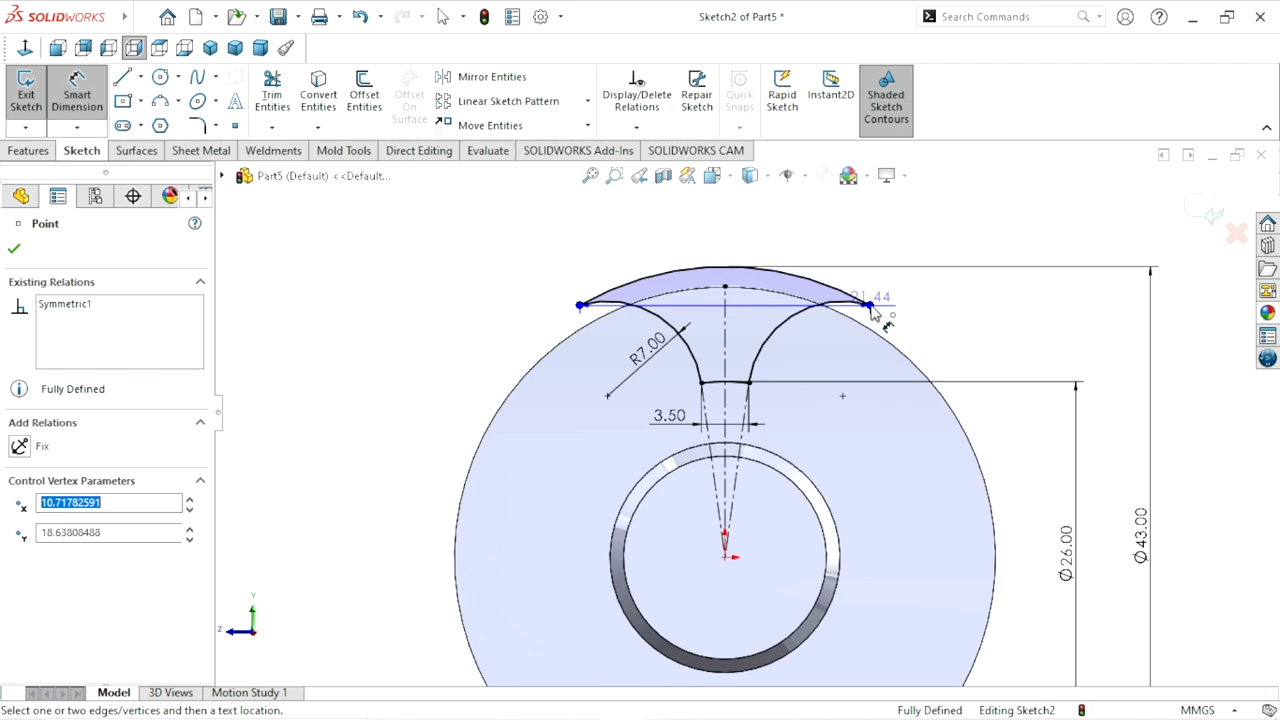 SOLIDWORKS
Sketch2 of Part5 *
Search Commands
Exit Sketch
Smart Dimension
Trim Entities
Convert Entities
Offset Entities
Offset On Surface
Mirror Entities
Linear Sketch Pattern
Move Entities
Display/Delete Relations
Repair Sketch
Quick Snaps
Rapid Sketch
Instant2D
Shaded Sketch Contours
Features
Sketch
Surfaces
Sheet Metal
Weldments
Mold Tools
Direct Editing
Evaluate
SOLIDWORKS Add-Ins
SOLIDWORKS CAM
Part5 (Default) <<Default...
Point
Existing Relations
Symmetric1
Fully Defined
Add Relations
Fix
Control Vertex Parameters
x
10.71782591
Y
18.63808488
21.44
R7.00
3.50
Ø26.00
Ø43.00
Y
Z
Model
3D Views
Motion Study 1
Select one or two edges/vertices and then a text location.
Fully Defined
Editing Sketch2
MMGS